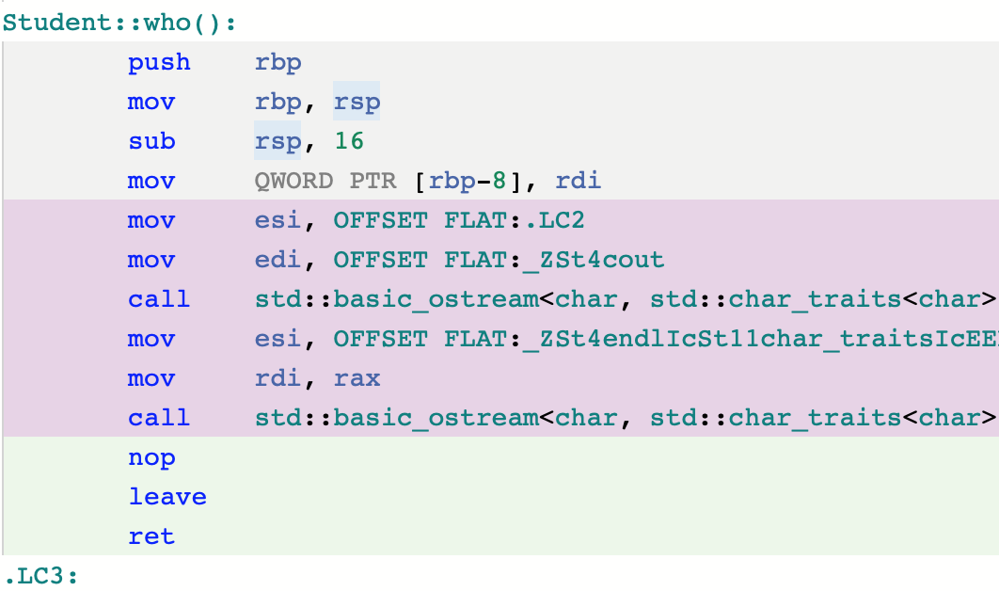 Student::who():
push rbp
mov rbp, rsp
sub rsp, 16
mov QWORD PTR [rbp-8], rdi
mov esi, OFFSET FLAT:.LC2
mov edi, OFFSET FLAT:_ZSt4cout
call std::basic_ostream<char, std::char_traits<char>
mov esi, OFFSET FLAT:_ZSt4endlIcSt11char_traitsIcEE
mov rdi, rax
call std::basic_ostream<char, std::char_traits<char>
nop
leave
ret
.LC3: